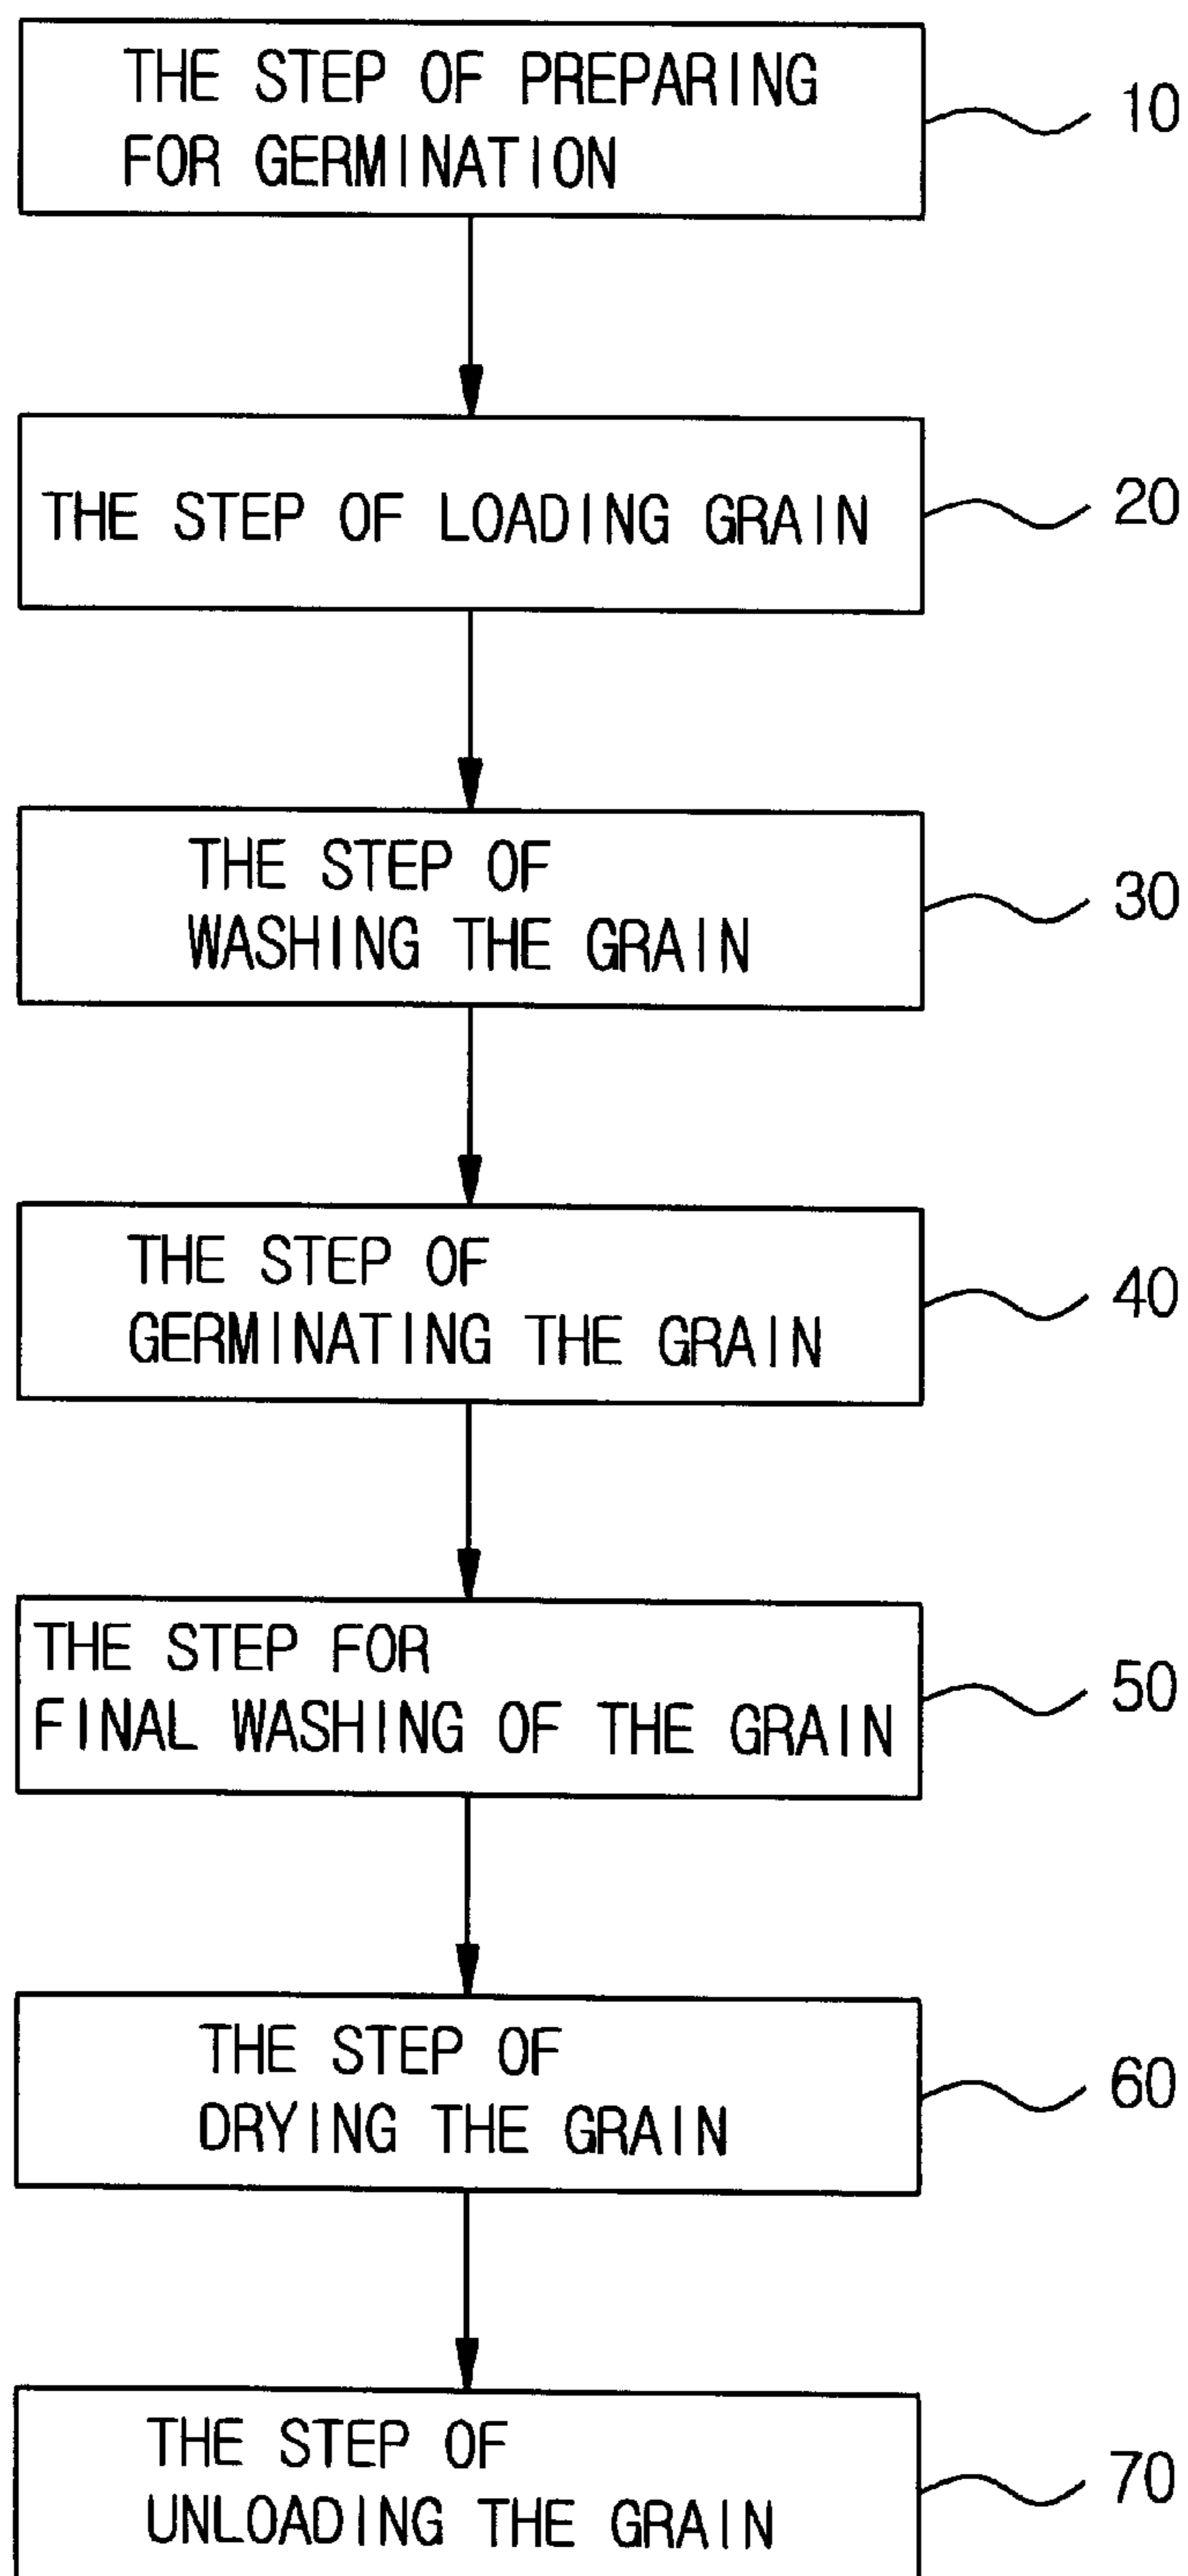 THE STEP OF PREPARING
FOR GERMINATION
10
THE STEP OF LOADING GRAIN
20
THE STEP OF
WASHING THE GRAIN
30
THE STEP OF
GERMINATING THE GRAIN
40
THE STEP FOR
FINAL WASHING OF THE GRAIN
50
THE STEP OF
DRYING THE GRAIN
60
THE STEP OF
UNLOADING THE GRAIN
70